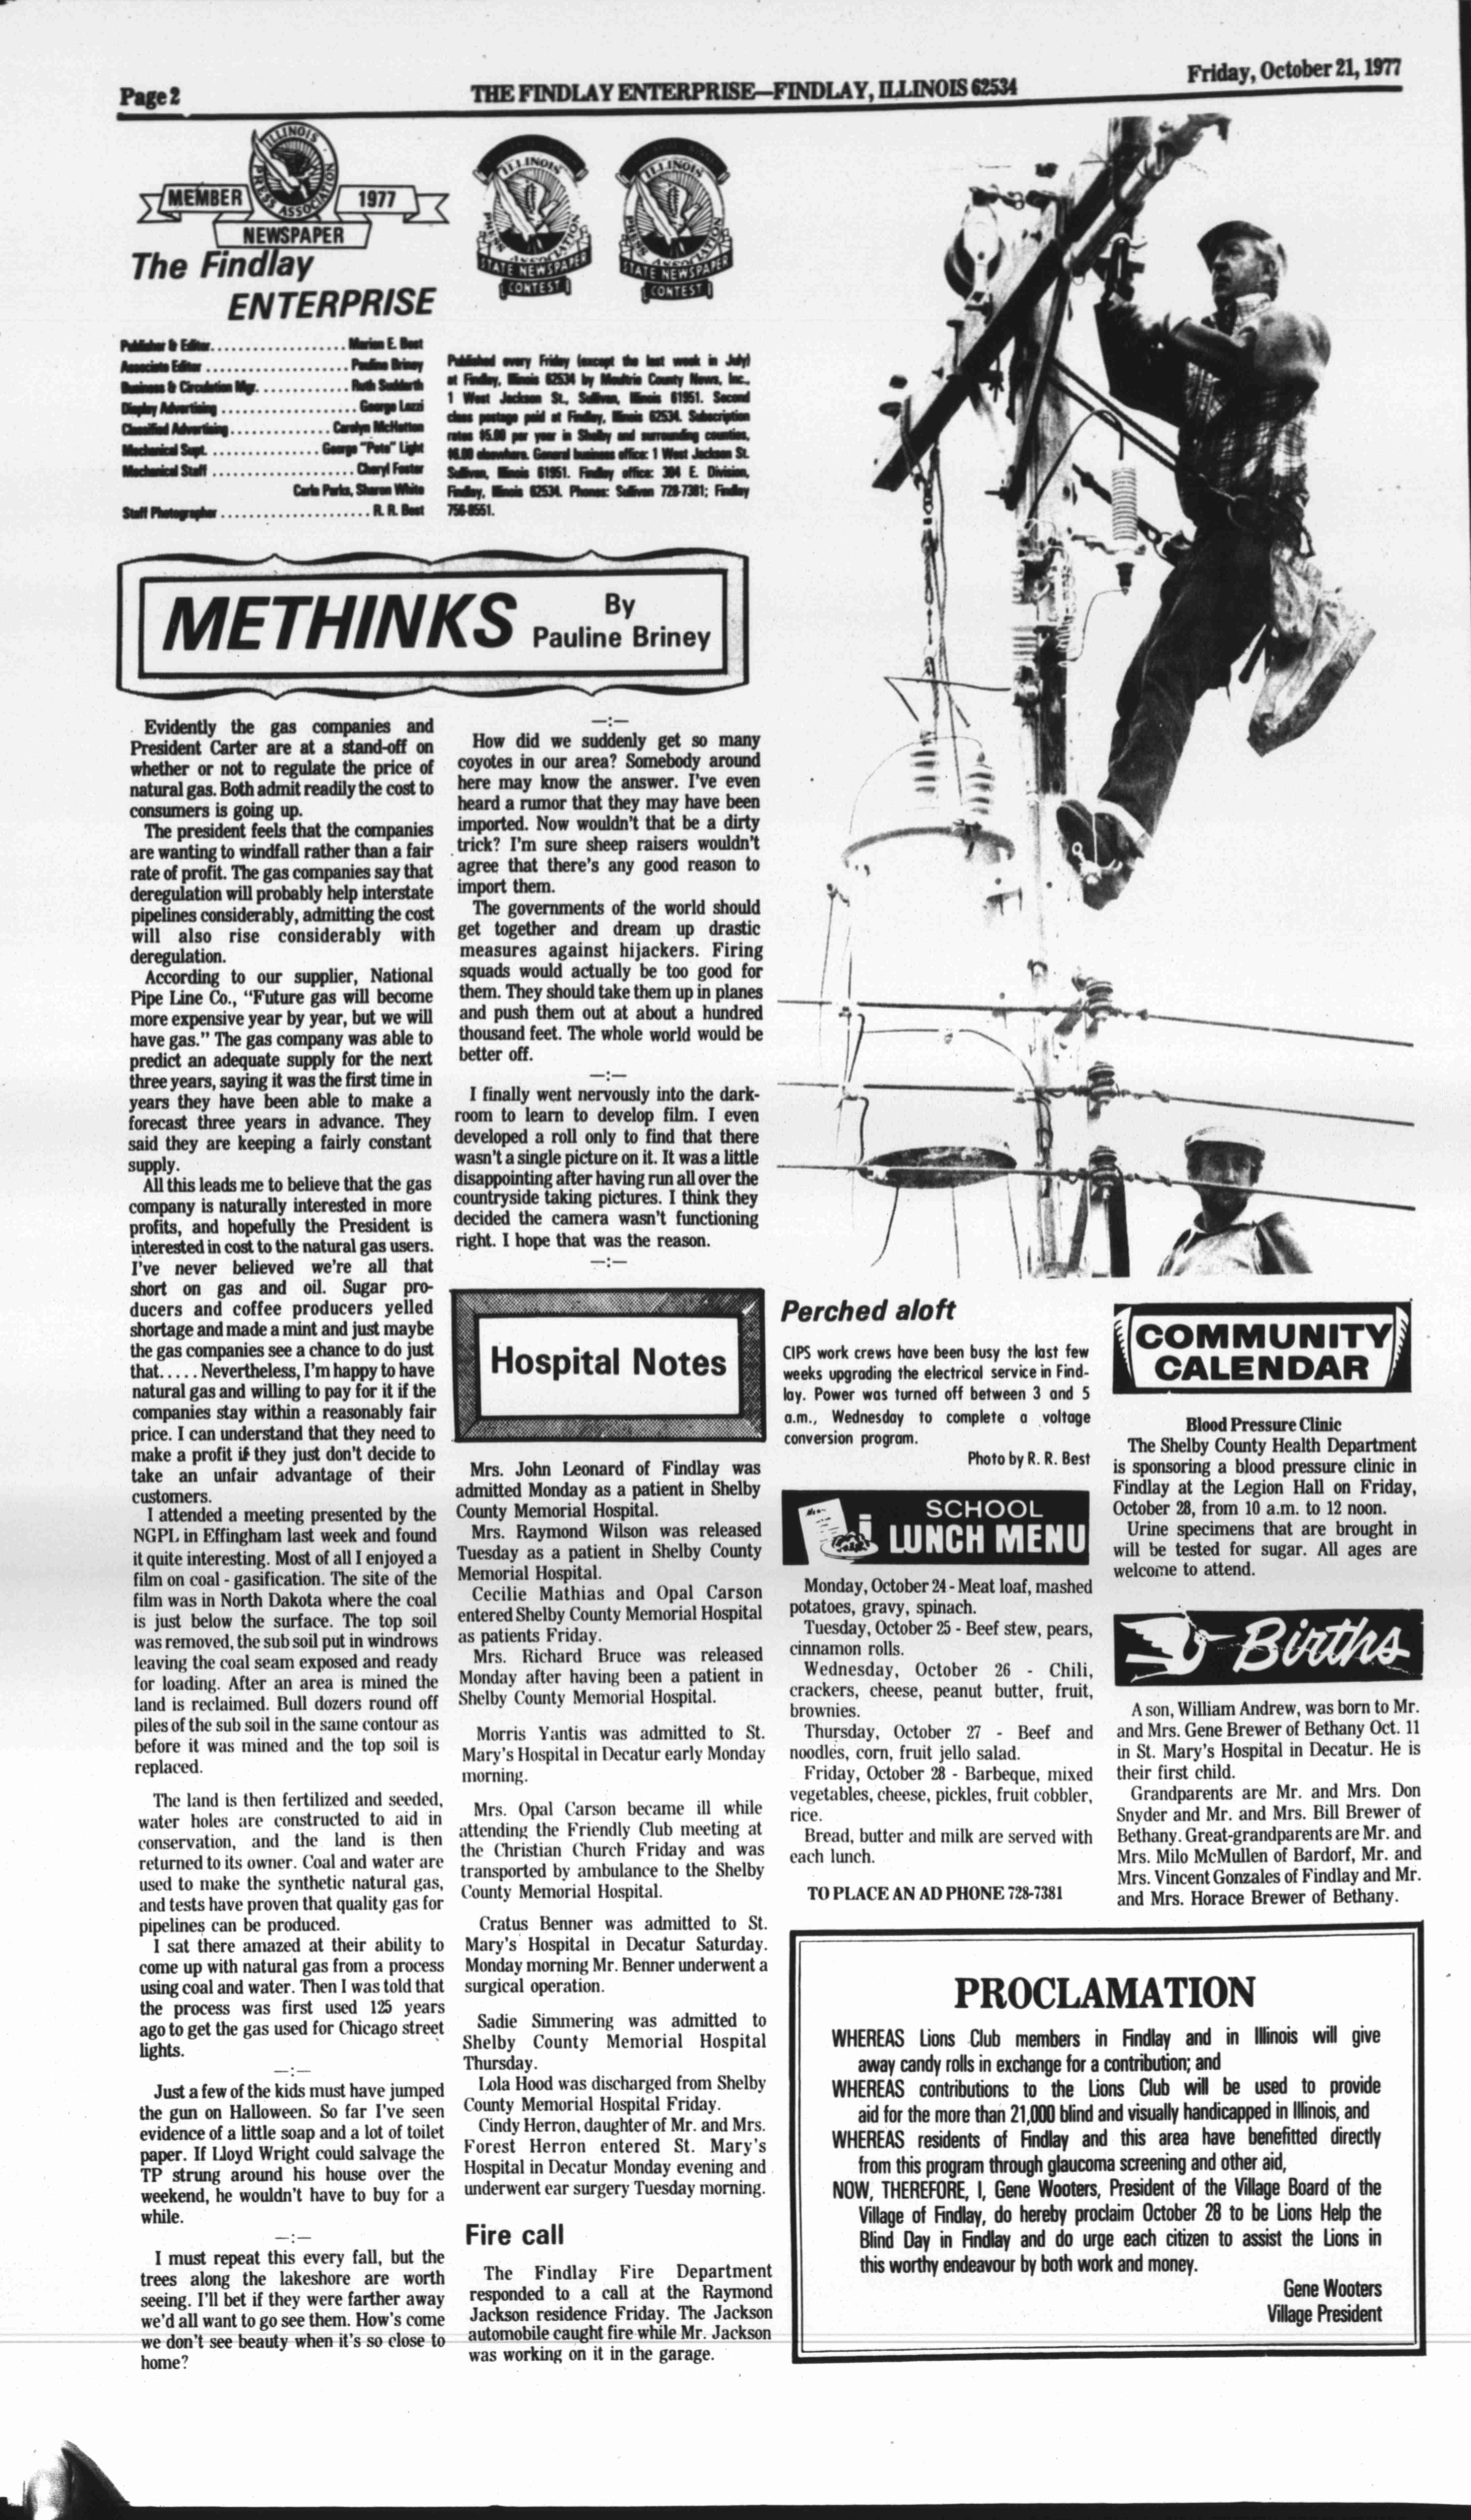 Page 2
THE FINDLAY ENTERPRISE—FINDLAY, ILLINOIS 62534
Friday, October 21, 1977
ILLINOIS
PRESS ASSOCIATION
MEMBER
1977
NEWSPAPER
The Findlay
ENTERPRISE
ILLINOIS
PRESS ASSOCIATION
STATE NEWSPAPER
CONTEST
ILLINOIS
PRESS ASSOCIATION
STATE NEWSPAPER
CONTEST
Publisher & Editor. . . . . . . . . . . . . . . . . . . Marion E. Best
Associate Editor . . . . . . . . . . . . . . . . . . . . Pauline Briney
Business & Circulation Mgr. . . . . . . . . . . . . Ruth Suddarth
Display Advertising . . . . . . . . . . . . . . . . . . . George Lazzi
Classified Advertising . . . . . . . . . . . . . . Carolyn McHatton
Mechanical Supt. . . . . . . . . . . . . . . . George "Pete" Light
Mechanical Staff . . . . . . . . . . . . . . . . . . . . Cheryl Foster
Carla Parks, Sharon White
Staff Photographer . . . . . . . . . . . . . . . . . . . . . R. R. Best
Published every Friday (except the last week in July)
at Findlay, Illinois 62534 by Moultrie County News, Inc.,
1 West Jackson St., Sullivan, Illinois 61951. Second
class postage paid at Findlay, Illinois 62534. Subscription
rates $5.00 per year in Shelby and surrounding counties,
$6.00 elsewhere. General business office: 1 West Jackson St.
Sullivan, Illinois 61951. Findlay office: 304 E. Division,
Findlay, Illinois 62534. Phones: Sullivan 728-7381; Findlay
756-8551.
METHINKS
By
Pauline Briney
Evidently the gas companies and
President Carter are at a stand-off on
whether or not to regulate the price of
natural gas. Both admit readily the cost to
consumers is going up.
The president feels that the companies
are wanting to windfall rather than a fair
rate of profit. The gas companies say that
deregulation will probably help interstate
pipelines considerably, admitting the cost
will also rise considerably with
deregulation.
According to our supplier, National
Pipe Line Co., "Future gas will become
more expensive year by year, but we will
have gas." The gas company was able to
predict an adequate supply for the next
three years, saying it was the first time in
years they have been able to make a
forecast three years in advance. They
said they are keeping a fairly constant
supply.
All this leads me to believe that the gas
company is naturally interested in more
profits, and hopefully the President is
interested in cost to the natural gas users.
I've never believed we're all that
short on gas and oil. Sugar pro-
ducers and coffee producers yelled
shortage and made a mint and just maybe
the gas companies see a chance to do just
that. . . . . Nevertheless, I'm happy to have
natural gas and willing to pay for it if the
companies stay within a reasonably fair
price. I can understand that they need to
make a profit if they just don't decide to
take an unfair advantage of their
customers.
I attended a meeting presented by the
NGPL in Effingham last week and found
it quite interesting. Most of all I enjoyed a
film on coal - gasification. The site of the
film was in North Dakota where the coal
is just below the surface. The top soil
was removed, the sub soil put in windrows
leaving the coal seam exposed and ready
for loading. After an area is mined the
land is reclaimed. Bull dozers round off
piles of the sub soil in the same contour as
before it was mined and the top soil is
replaced.
The land is then fertilized and seeded,
water holes are constructed to aid in
conservation, and the land is then
returned to its owner. Coal and water are
used to make the synthetic natural gas,
and tests have proven that quality gas for
pipelines can be produced.
I sat there amazed at their ability to
come up with natural gas from a process
using coal and water. Then I was told that
the process was first used 125 years
ago to get the gas used for Chicago street
lights.
—:—
Just a few of the kids must have jumped
the gun on Halloween. So far I've seen
evidence of a little soap and a lot of toilet
paper. If Lloyd Wright could salvage the
TP strung around his house over the
weekend, he wouldn't have to buy for a
while.
—:—
I must repeat this every fall, but the
trees along the lakeshore are worth
seeing. I'll bet if they were farther away
we'd all want to go see them. How's come
we don't see beauty when it's so close to
home?
—:—
How did we suddenly get so many
coyotes in our area? Somebody around
here may know the answer. I've even
heard a rumor that they may have been
imported. Now wouldn't that be a dirty
trick? I'm sure sheep raisers wouldn't
agree that there's any good reason to
import them.
The governments of the world should
get together and dream up drastic
measures against hijackers. Firing
squads would actually be too good for
them. They should take them up in planes
and push them out at about a hundred
thousand feet. The whole world would be
better off.
—:—
I finally went nervously into the dark-
room to learn to develop film. I even
developed a roll only to find that there
wasn't a single picture on it. It was a little
disappointing after having run all over the
countryside taking pictures. I think they
decided the camera wasn't functioning
right. I hope that was the reason.
—:—
Hospital Notes
Mrs. John Leonard of Findlay was
admitted Monday as a patient in Shelby
County Memorial Hospital.
Mrs. Raymond Wilson was released
Tuesday as a patient in Shelby County
Memorial Hospital.
Cecilie Mathias and Opal Carson
entered Shelby County Memorial Hospital
as patients Friday.
Mrs. Richard Bruce was released
Monday after having been a patient in
Shelby County Memorial Hospital.
Morris Yantis was admitted to St.
Mary's Hospital in Decatur early Monday
morning.
Mrs. Opal Carson became ill while
attending the Friendly Club meeting at
the Christian Church Friday and was
transported by ambulance to the Shelby
County Memorial Hospital.
Cratus Benner was admitted to St.
Mary's Hospital in Decatur Saturday.
Monday morning Mr. Benner underwent a
surgical operation.
Sadie Simmering was admitted to
Shelby County Memorial Hospital
Thursday.
Lola Hood was discharged from Shelby
County Memorial Hospital Friday.
Cindy Herron, daughter of Mr. and Mrs.
Forest Herron entered St. Mary's
Hospital in Decatur Monday evening and
underwent ear surgery Tuesday morning.
Fire call
The Findlay Fire Department
responded to a call at the Raymond
Jackson residence Friday. The Jackson
automobile caught fire while Mr. Jackson
was working on it in the garage.
Perched aloft
CIPS work crews have been busy the last few
weeks upgrading the electrical service in Find-
lay. Power was turned off between 3 and 5
a.m., Wednesday to complete a voltage
conversion program.
Photo by R. R. Best
SCHOOL
LUNCH MENU
Monday, October 24 - Meat loaf, mashed
potatoes, gravy, spinach.
Tuesday, October 25 - Beef stew, pears,
cinnamon rolls.
Wednesday, October 26 - Chili,
crackers, cheese, peanut butter, fruit,
brownies.
Thursday, October 27 - Beef and
noodles, corn, fruit jello salad.
Friday, October 28 - Barbeque, mixed
vegetables, cheese, pickles, fruit cobbler,
rice.
Bread, butter and milk are served with
each lunch.
TO PLACE AN AD PHONE 728-7381
COMMUNITY
CALENDAR
Blood Pressure Clinic
The Shelby County Health Department
is sponsoring a blood pressure clinic in
Findlay at the Legion Hall on Friday,
October 28, from 10 a.m. to 12 noon.
Urine specimens that are brought in
will be tested for sugar. All ages are
welcome to attend.
Births
A son, William Andrew, was born to Mr.
and Mrs. Gene Brewer of Bethany Oct. 11
in St. Mary's Hospital in Decatur. He is
their first child.
Grandparents are Mr. and Mrs. Don
Snyder and Mr. and Mrs. Bill Brewer of
Bethany. Great-grandparents are Mr. and
Mrs. Milo McMullen of Bardorf, Mr. and
Mrs. Vincent Gonzales of Findlay and Mr.
and Mrs. Horace Brewer of Bethany.
PROCLAMATION
WHEREAS Lions Club members in Findlay and in Illinois will give
away candy rolls in exchange for a contribution; and
WHEREAS contributions to the Lions Club will be used to provide
aid for the more than 21,000 blind and visually handicapped in Illinois, and
WHEREAS residents of Findlay and this area have benefitted directly
from this program through glaucoma screening and other aid,
NOW, THEREFORE, I, Gene Wooters, President of the Village Board of the
Village of Findlay, do hereby proclaim October 28 to be Lions Help the
Blind Day in Findlay and do urge each citizen to assist the Lions in
this worthy endeavour by both work and money.
Gene Wooters
Village President